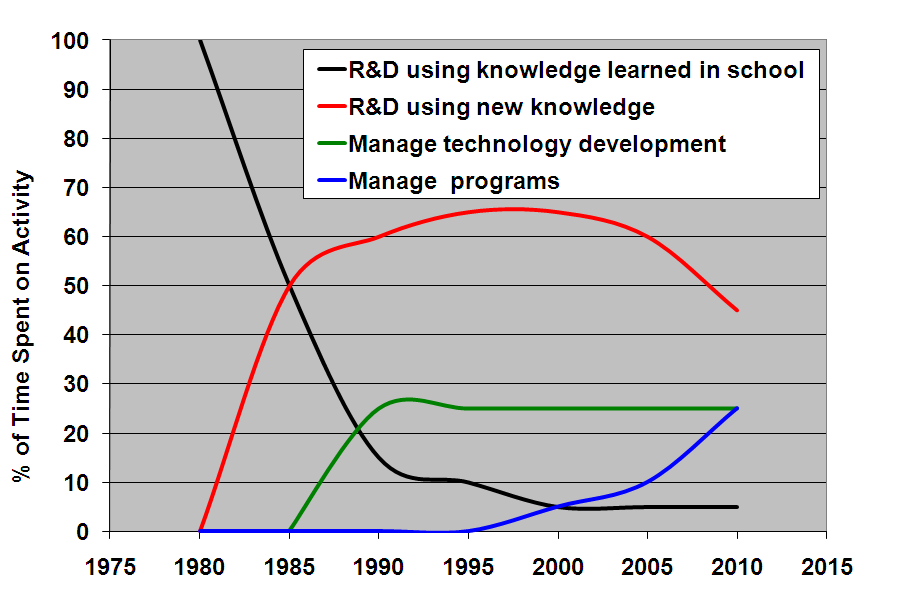 % of Time Spent on Activity
100
90
80
70
60
50
40
30
20
10
0
R&D using knowledge learned in school
R&D using new knowledge
Manage technology development
Manage programs
1975 1980 1985 1990 1995 2000 2005 2010 2015